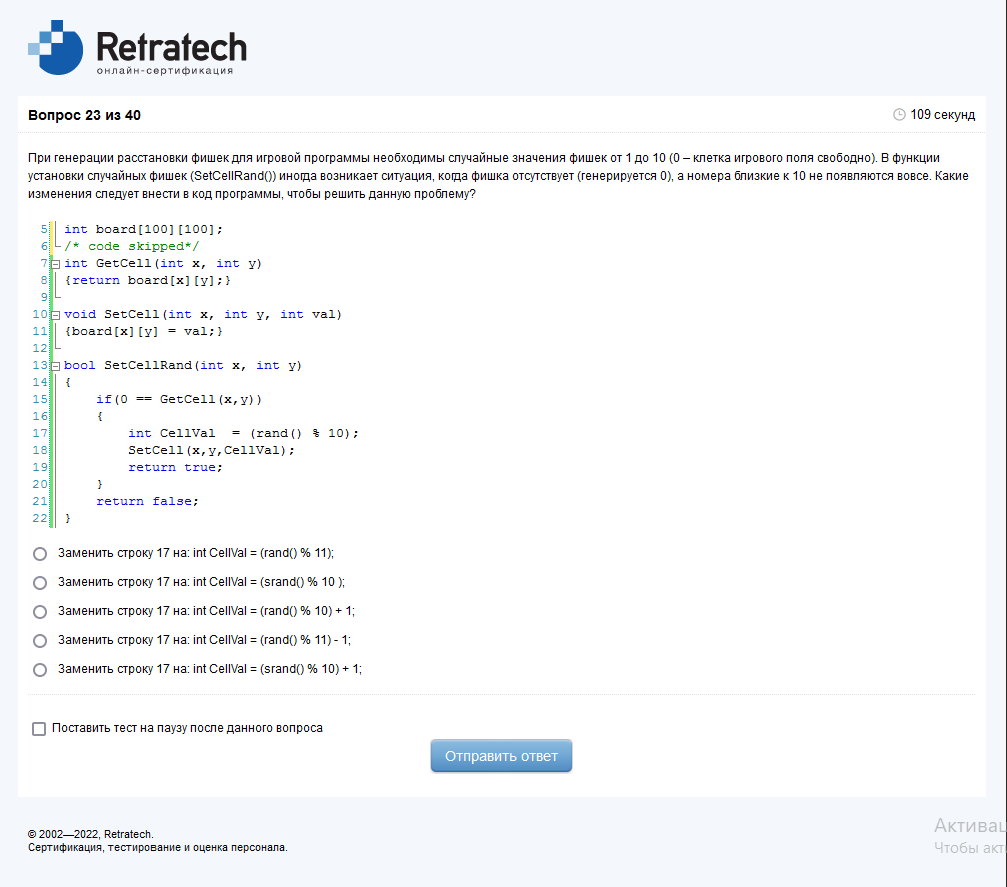 Retratech
онлайн-сертификация
Вопрос 23 из 40
109 секунд
При генерации расстановки фишек для игровой программы необходимы случайные значения фишек от 1 до 10 (0 – клетка игрового поля свободно). В функции
установки случайных фишек (SetCellRand()) иногда возникает ситуация, когда фишка отсутствует (генерируется 0), а номера близкие к 10 не появляются вовсе. Какие
изменения следует внести в код программы, чтобы решить данную проблему?
5 int board[100][100];
6 /* code skipped*/
7 int GetCell(int x, int y)
8 {return board[x][y];}
9
10 void SetCell(int x, int y, int val)
11 {board[x][y] = val;}
12
13 bool SetCellRand(int x, int y)
14 {
15 if(0 == GetCell(x,y))
16 {
17 int CellVal  = (rand() % 10);
18 SetCell(x,y,CellVal);
19 return true;
20 }
21 return false;
22 }
Заменить строку 17 на: int CellVal = (rand() % 11);
Заменить строку 17 на: int CellVal = (srand() % 10 );
Заменить строку 17 на: int CellVal = (rand() % 10) + 1;
Заменить строку 17 на: int CellVal = (rand() % 11) - 1;
Заменить строку 17 на: int CellVal = (srand() % 10) + 1;
Поставить тест на паузу после данного вопроса
Отправить ответ
© 2002—2022, Retratech.
Сертификация, тестирование и оценка персонала.
Активац
Чтобы акт